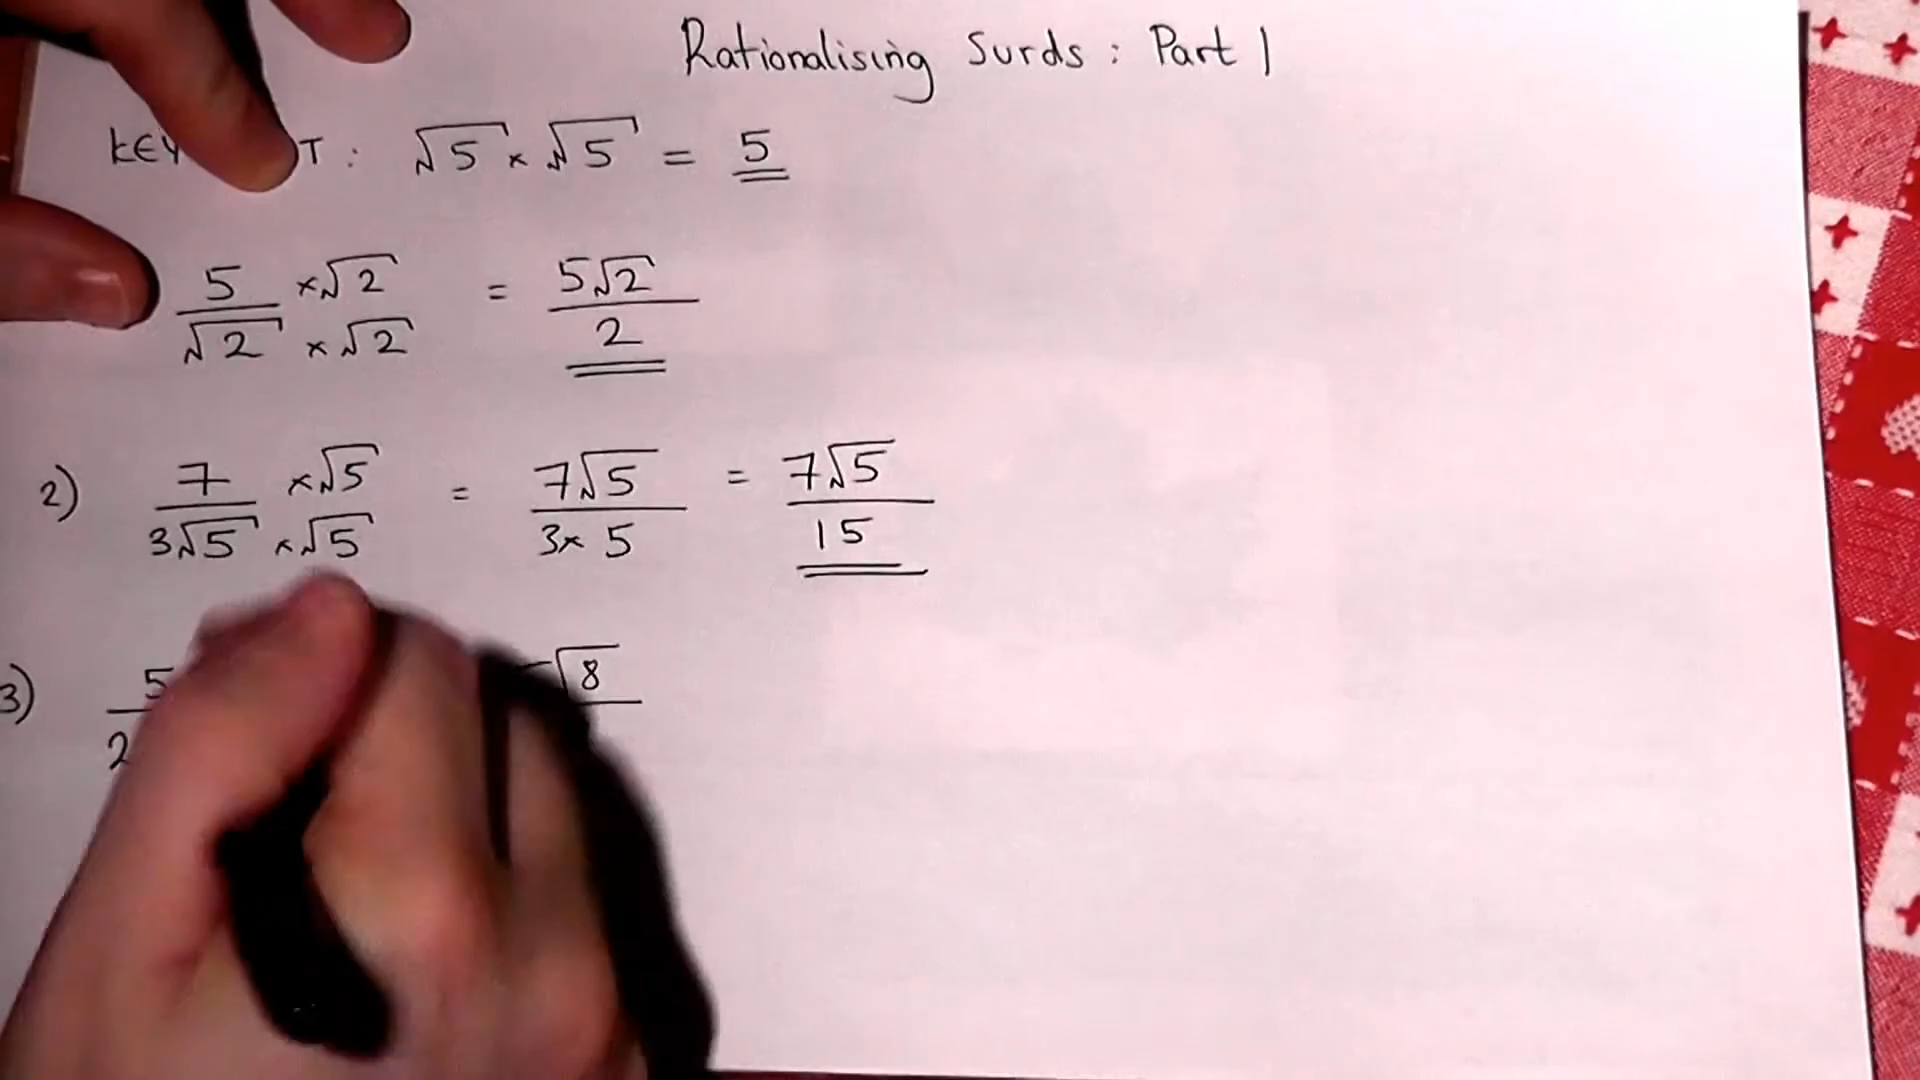 Rationalising Surds : Part 1
KEY T : √5 × √5 = 5
5 ×√2 = 5√2
√2 ×√2 2
2) 7 ×√5 = 7√5 = 7√5
3√5 ×√5 3× 5 15
3) 5 √8
2